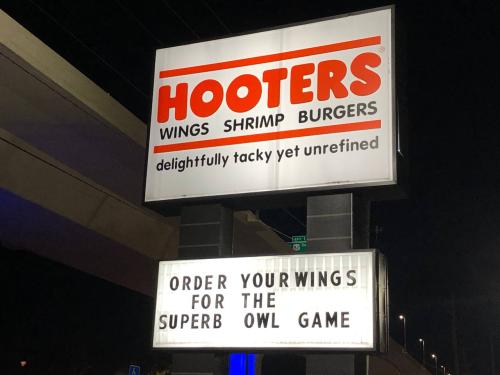 HOOTERS
WINGS SHRIMP BURGERS
delightfully tacky yet unrefined
ORDER YOUR WINGS
FOR THE
SUPERB OWL GAME